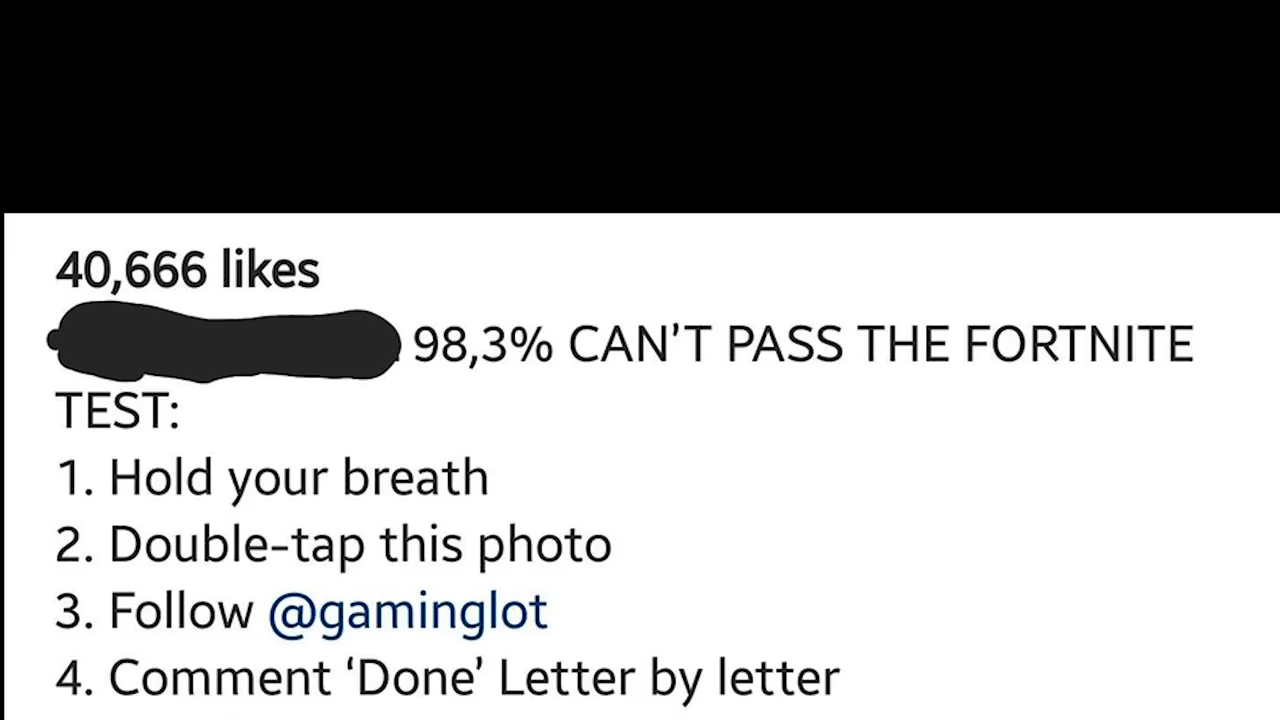 40,666 likes
98,3% CAN’T PASS THE FORTNITE
TEST:
1. Hold your breath
2. Double-tap this photo
3. Follow @gaminglot
4. Comment ‘Done’ Letter by letter